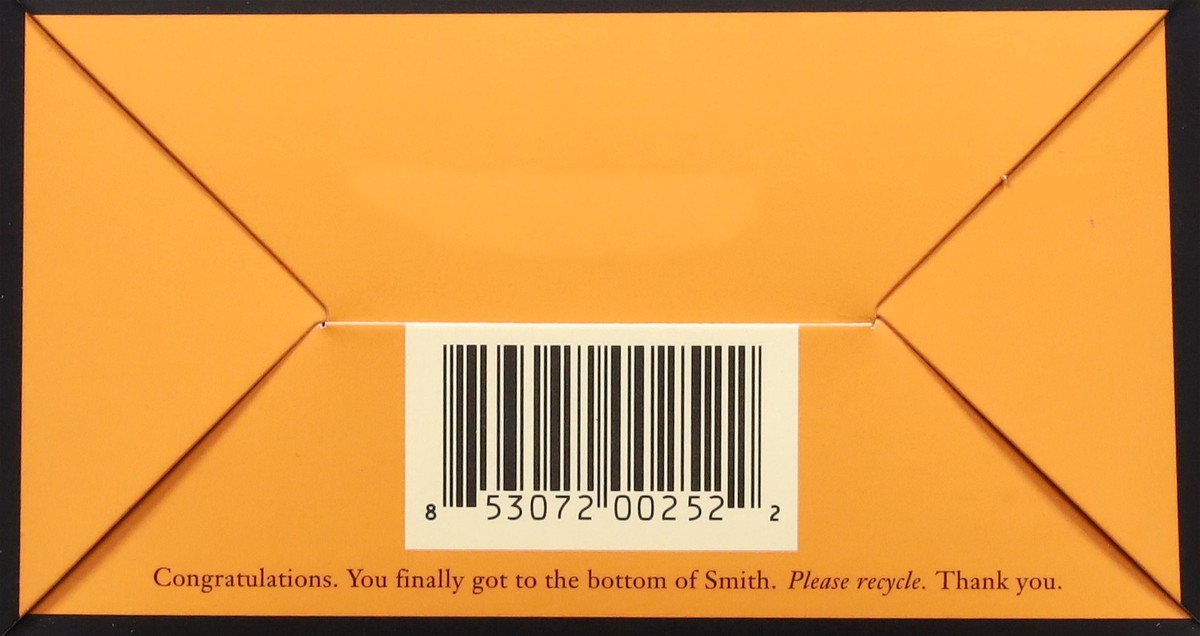 8 53072 00252 2
Congratulations. You finally got to the bottom of Smith. Please recycle. Thank you.